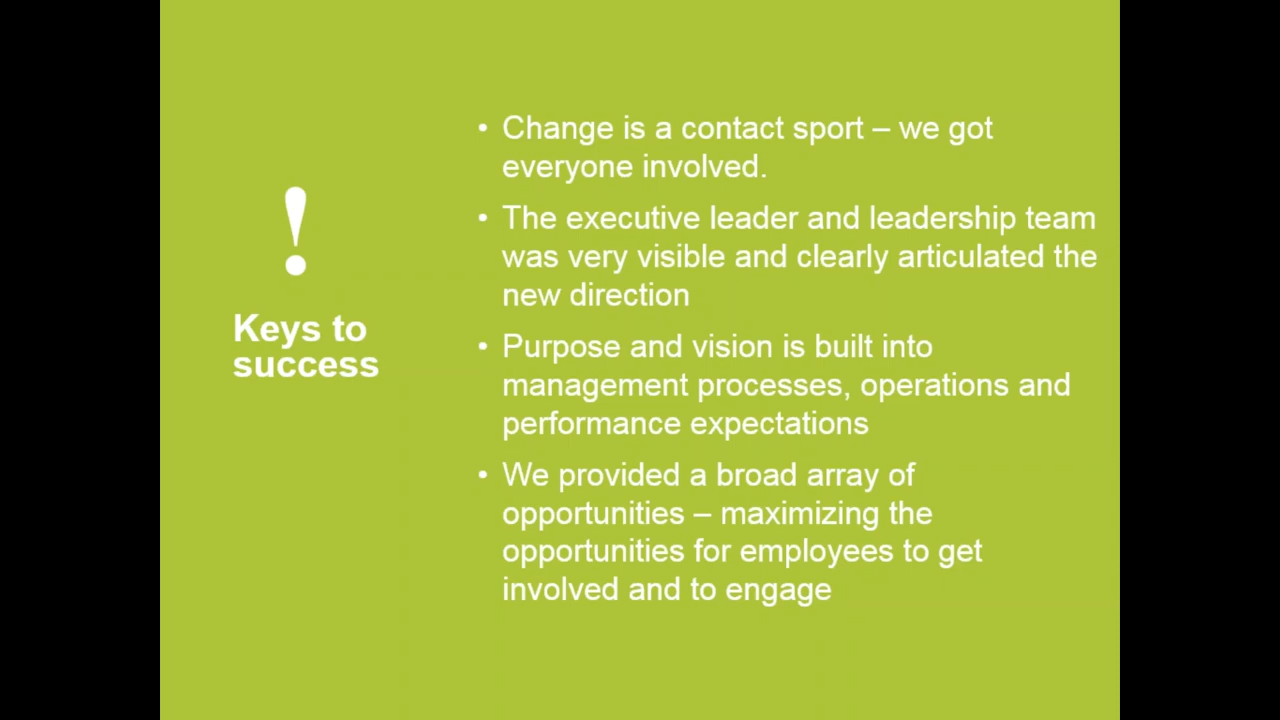 !
Keys to
success
• Change is a contact sport – we got
everyone involved.
• The executive leader and leadership team
was very visible and clearly articulated the
new direction
• Purpose and vision is built into
management processes, operations and
performance expectations
• We provided a broad array of
opportunities – maximizing the
opportunities for employees to get
involved and to engage